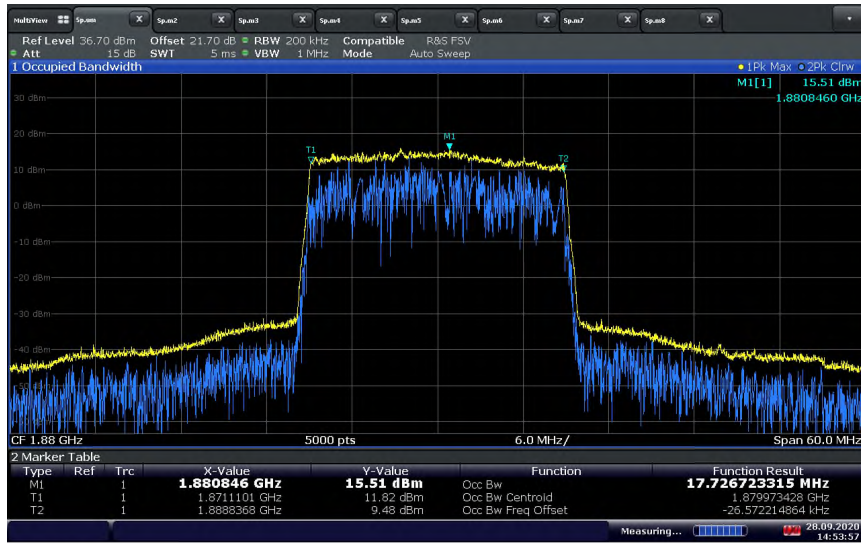 MultiView Sp.um X Sp.m2 X Sp.m3 X Sp.m4 X Sp.m5 X Sp.m6 X Sp.m7 X Sp.m8 X
Ref Level 36.70 dBm Offset 21.70 dB RBW 200 kHz Compatible R&S FSV
Att 15 dB SWT 5 ms VBW 1 MHz Mode Auto Sweep
1 Occupied Bandwidth 1Pk Max 2Pk Clrw
M1[1] 15.51 dBm
1.8808460 GHz
30 dBm
20 dBm
M1
T1
T2
10 dBm
0 dBm
-10 dBm
-20 dBm
-30 dBm
-40 dBm
-50 dBm
CF 1.88 GHz 5000 pts 6.0 MHz/ Span 60.0 MHz
2 Marker Table
Type Ref Trc X-Value Y-Value Function Function Result
M1 1 1.880846 GHz 15.51 dBm Occ Bw 17.726723315 MHz
T1 1 1.8711101 GHz 11.82 dBm Occ Bw Centroid 1.879973428 GHz
T2 1 1.8888368 GHz 9.48 dBm Occ Bw Freq Offset -26.572214864 kHz
Measuring... 28.09.2020
14:53:57